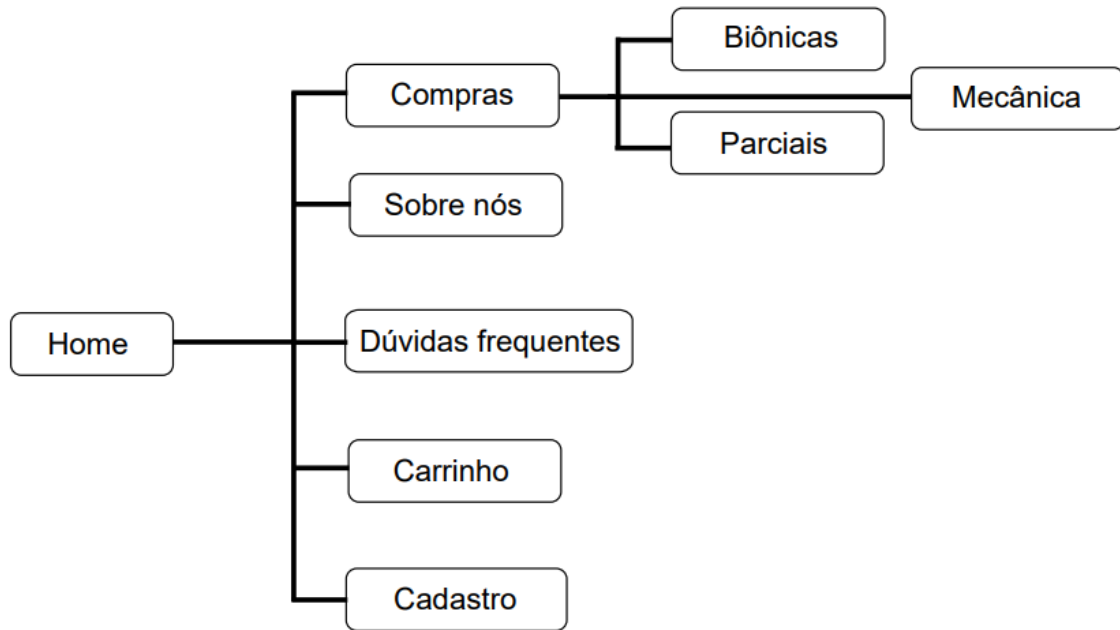 Biônicas
Compras
Mecânica
Parciais
Sobre nós
Home
Dúvidas frequentes
Carrinho
Cadastro